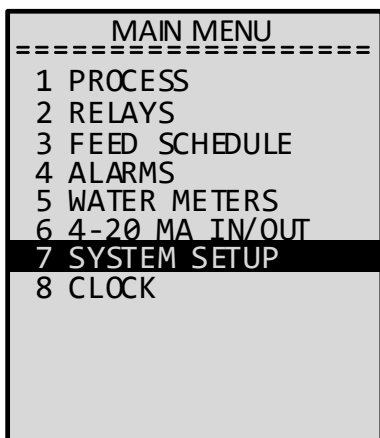 MAIN MENU
==================
1 PROCESS
2 RELAYS
3 FEED SCHEDULE
4 ALARMS
5 WATER METERS
6 4-20 MA IN/OUT
7 SYSTEM SETUP
8 CLOCK